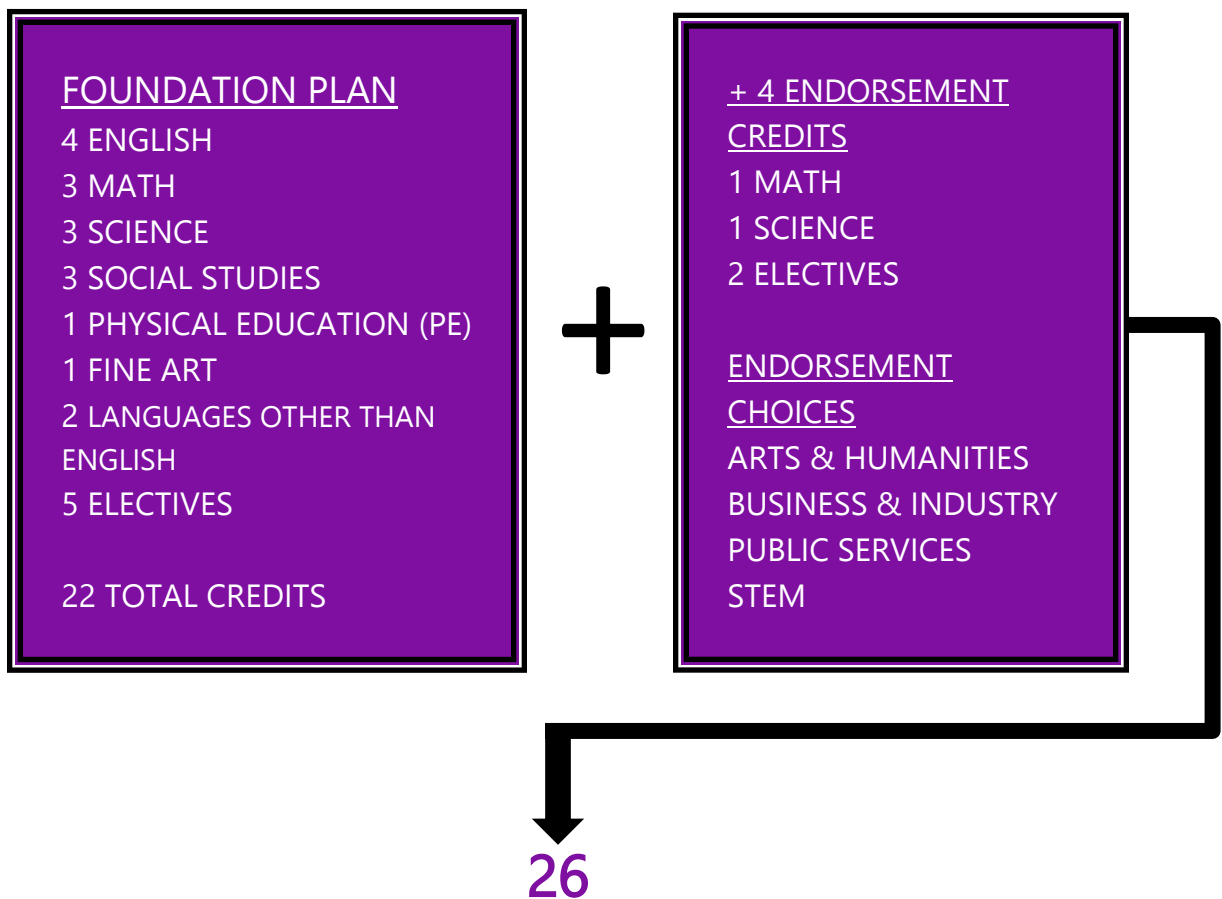 FOUNDATION PLAN
4 ENGLISH
3 MATH
3 SCIENCE
3 SOCIAL STUDIES
1 PHYSICAL EDUCATION (PE)
1 FINE ART
2 LANGUAGES OTHER THAN
ENGLISH
5 ELECTIVES
22 TOTAL CREDITS
+
+ 4 ENDORSEMENT
CREDITS
1 MATH
1 SCIENCE
2 ELECTIVES
ENDORSEMENT
CHOICES
ARTS & HUMANITIES
BUSINESS & INDUSTRY
PUBLIC SERVICES
STEM
26